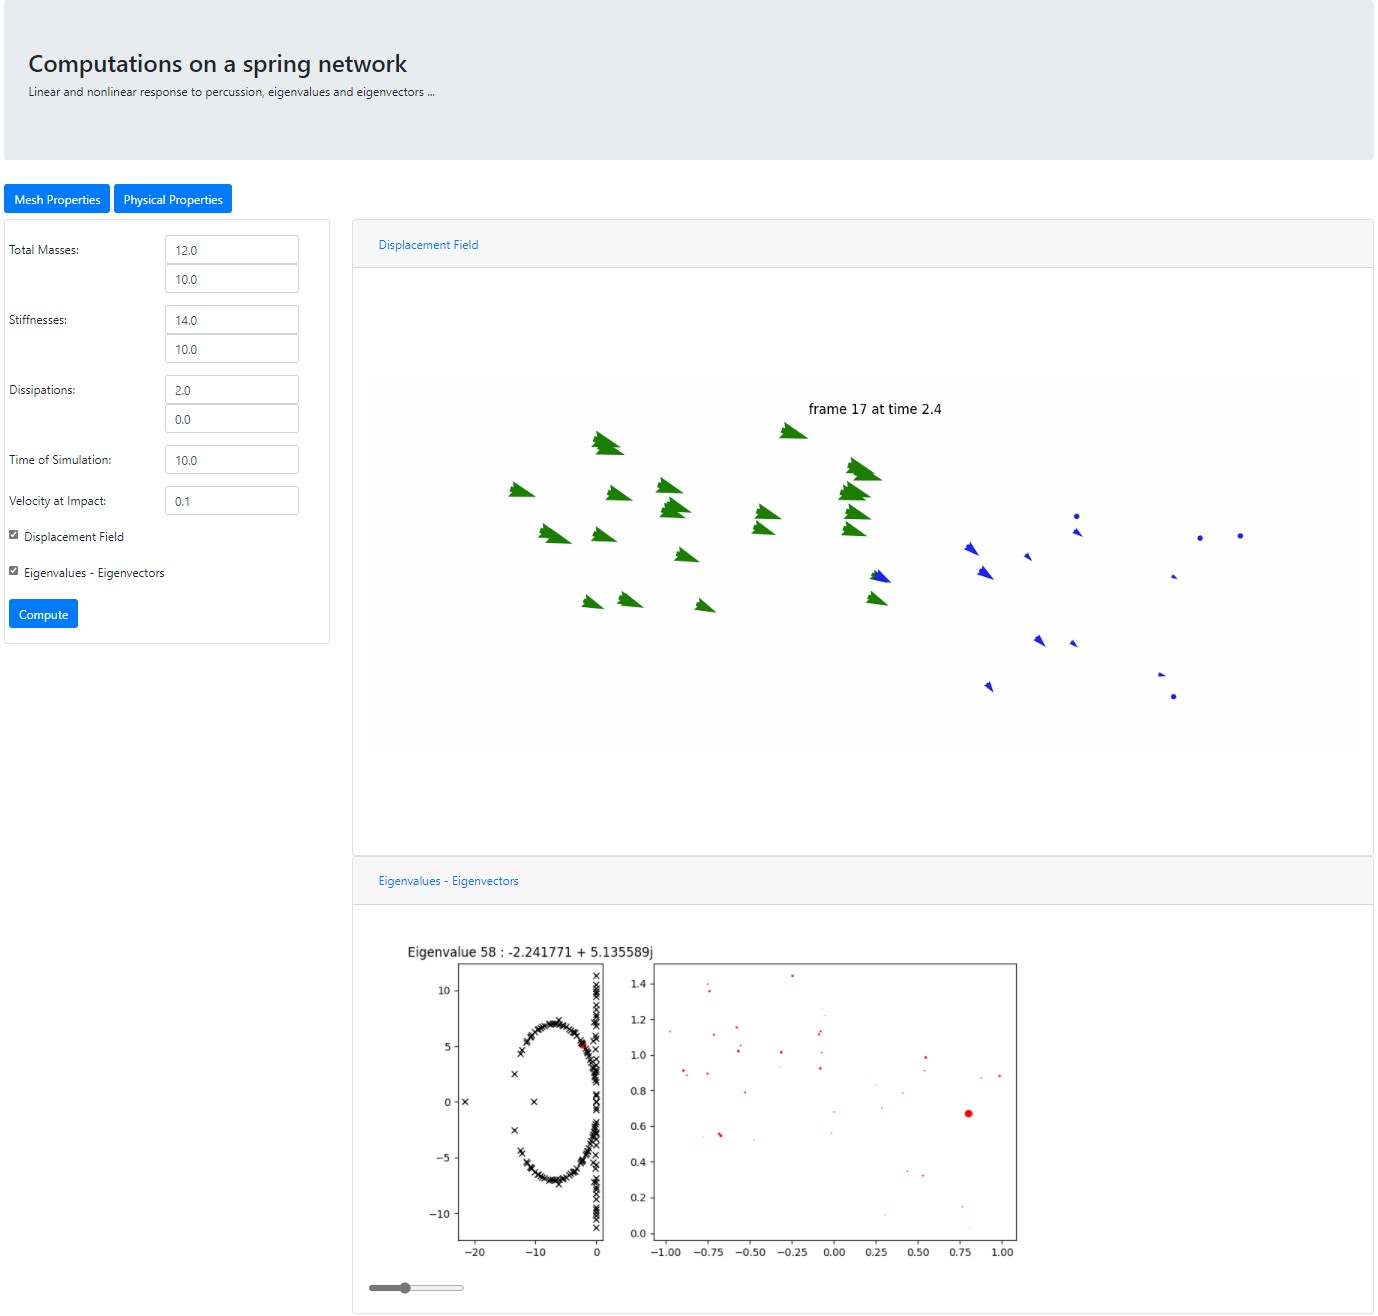 Computations on a spring network
Linear and nonlinear response to percussion, eigenvalues and eigenvectors ...
Mesh Properties
Physical Properties
Total Masses:
12.0
10.0
Stiffnesses:
14.0
10.0
Dissipations:
2.0
0.0
Time of Simulation:
10.0
Velocity at Impact:
0.1
Displacement Field
Eigenvalues - Eigenvectors
Compute
Displacement Field
frame 17 at time 2.4
Eigenvalues - Eigenvectors
Eigenvalue 58 : -2.241771 + 5.135589j
10
5
0
−5
−10
−20 −10 0
1.4
1.2
1.0
0.8
0.6
0.4
0.2
0.0
−1.00 −0.75 −0.50 −0.25 0.00 0.25 0.50 0.75 1.00